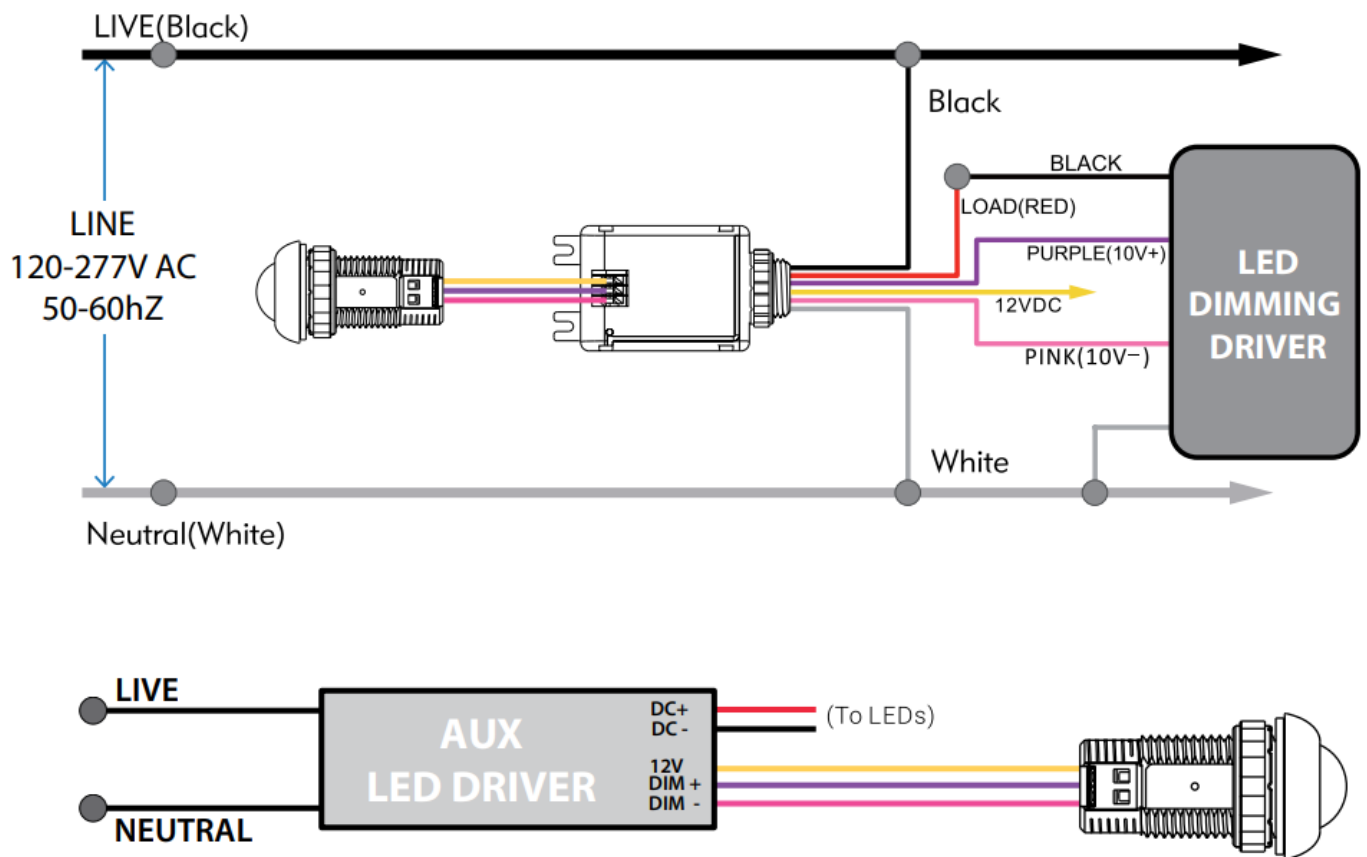 LIVE(Black)
Black
BLACK
LOAD(RED)
PURPLE(10V+)
12VDC
PINK(10V−)
LED
DIMMING
DRIVER
LINE
120-277V AC
50-60hZ
White
Neutral(White)
LIVE
NEUTRAL
AUX
LED DRIVER
DC+
DC -
(To LEDs)
12V
DIM +
DIM -